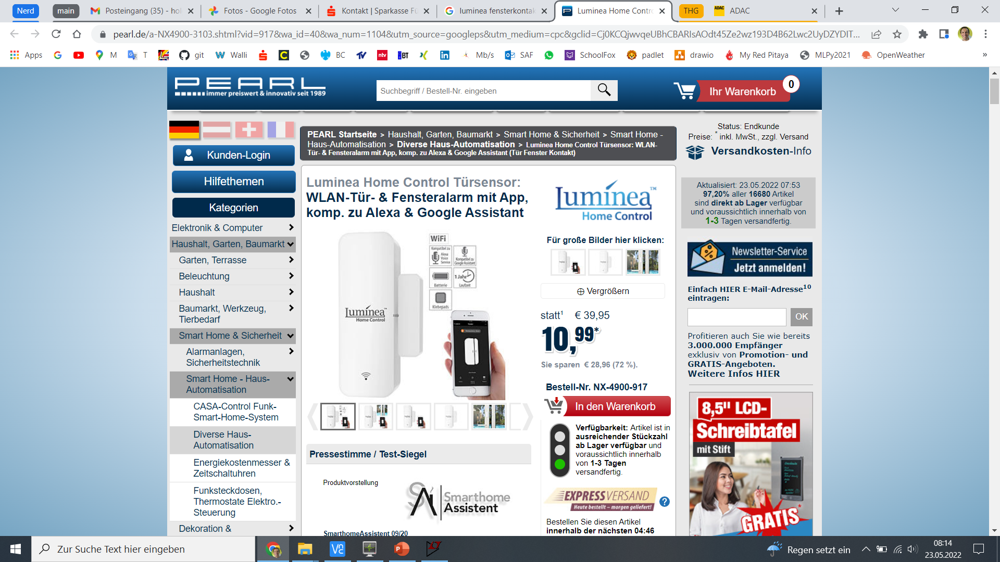 Nerd
main
Posteingang (35) - hol
Fotos - Google Fotos
Kontakt | Sparkasse Fü
luminea fensterkontak
Luminea Home Contro
THG
ADAC
pearl.de/a-NX4900-3103.shtml?vid=917&wa_id=40&wa_num=1104&utm_source=googleps&utm_medium=cpc&gclid=Cj0KCQjwvqeUBhCBARIsAOdt45Ze2wz193D4B62Lwc2UyDZYDIT...
Apps
M
T
git
Walli
BC
ntv
BT
Mb/s
SAF
SchoolFox
padlet
drawio
My Red Pitaya
MLPy2021
OpenWeather
»
PEARL
immer preiswert & innovativ seit 1989
Suchbegriff / Bestell-Nr. eingeben
Ihr Warenkorb
0
Kunden-Login
Hilfethemen
Kategorien
Elektronik & Computer
Haushalt, Garten, Baumarkt
Garten, Terrasse
Beleuchtung
Haushalt
Baumarkt, Werkzeug,
Tierbedarf
Smart Home & Sicherheit
Alarmanlagen,
Sicherheitstechnik
Smart Home - Haus-
Automatisation
CASA-Control Funk-
Smart-Home-System
Diverse Haus-
Automatisation
Energiekostenmesser &
Zeitschaltuhren
Funksteckdosen,
Thermostate Elektro.-
Steuerung
Dekoration &
PEARL Startseite > Haushalt, Garten, Baumarkt > Smart Home & Sicherheit > Smart Home -
Haus-Automatisation > Diverse Haus-Automatisation > Luminea Home Control Türsensor: WLAN-
Tür- & Fensteralarm mit App, komp. zu Alexa & Google Assistant (Tür Fenster Kontakt)
Luminea Home Control Türsensor:
WLAN-Tür- & Fensteralarm mit App,
komp. zu Alexa & Google Assistant
WiFi
Kompatibel zu
Alexa
Voice
Service
Kompatibel zu
Google Assistant
Batterie
1 Jahr
Laufzeit
Klebepads
Luminea
Home Control
Pressestimme / Test-Siegel
Produktvorstellung
Smarthome
Assistent
SmarthomeAssistent 09/20
Luminea™
Home Control
Für große Bilder hier klicken:
Vergrößern
statt¹ € 39,95
10,99*
Sie sparen € 28,96 (72 %).
Bestell-Nr. NX-4900-917
In den Warenkorb
Verfügbarkeit: Artikel ist in
ausreichender Stückzahl
ab Lager verfügbar und
voraussichtlich innerhalb
von 1-3 Tagen
versandfertig.
EXPRESSVERSAND
Heute bestellt – morgen geliefert!
?
Bestellen Sie diesen Artikel
innerhalb der nächsten 04:46
Status: Endkunde
Preise: * inkl. MwSt., zzgl. Versand
Versandkosten-Info
Aktualisiert: 23.05.2022 07:53
97,20% aller 16680 Artikel
sind direkt ab Lager verfügbar
und voraussichtlich innerhalb von
1-3 Tagen versandfertig.
Newsletter-Service
Jetzt anmelden!
Einfach HIER E-Mail-Adresse¹⁰
eintragen:
OK
Profitieren auch Sie wie bereits
3.000.000 Empfänger
exklusiv von Promotion- und
GRATIS-Angeboten.
Weitere Infos HIER
8,5" LCD-
Schreibtafel
mit Stift
GRATIS*
Zur Suche Text hier eingeben
Regen setzt ein
08:14
23.05.2022